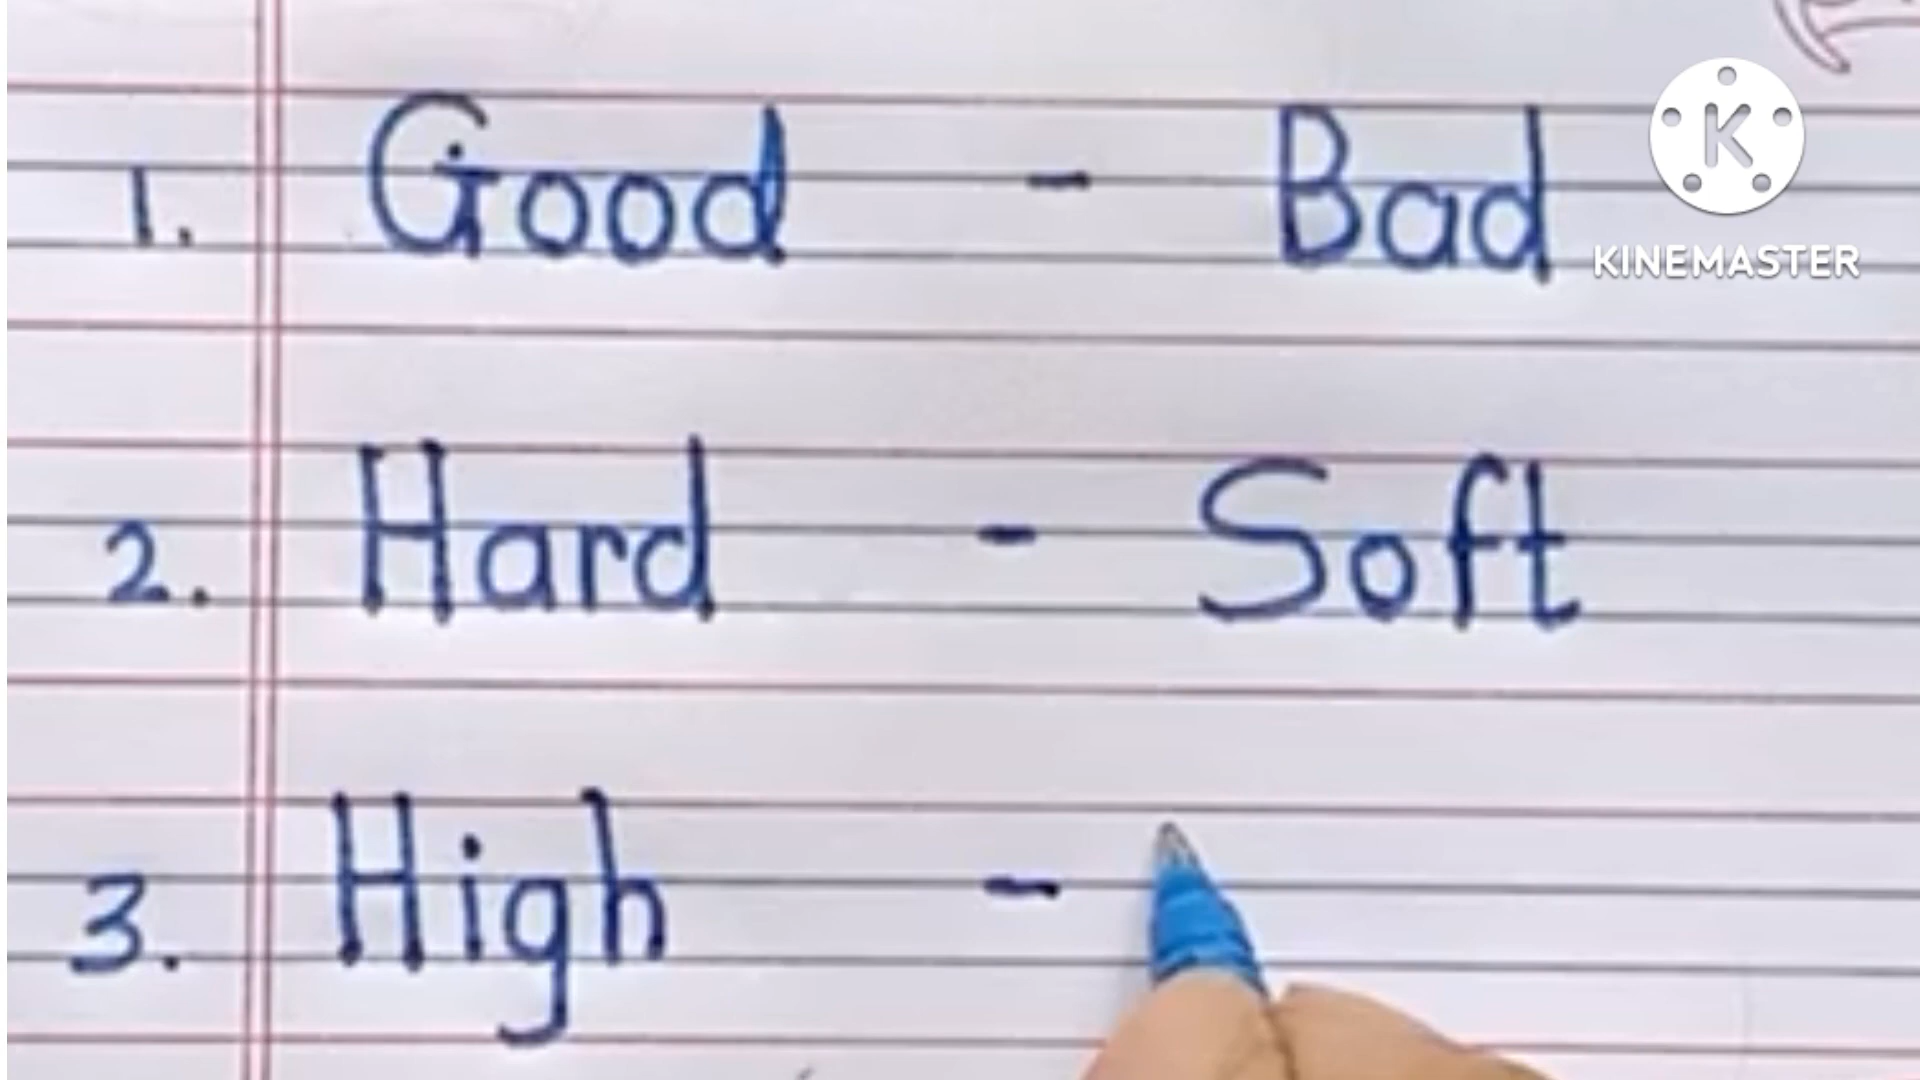 1. Good - Bad
KINEMASTER
2. Hard - Soft
3. High -